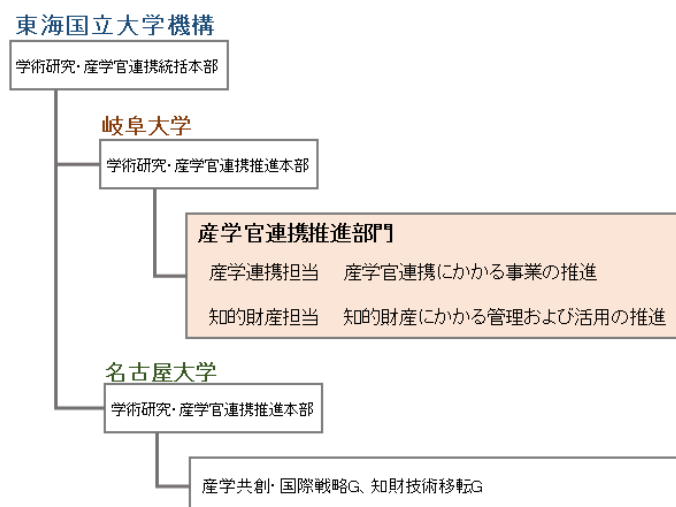 東海国立大学機構
学術研究・産学官連携統括本部
岐阜大学
学術研究・産学官連携推進本部
産学官連携推進部門
産学連携担当 産学官連携にかかる事業の推進
知的財産担当 知的財産にかかる管理および活用の推進
名古屋大学
学術研究・産学官連携推進本部
産学共創・国際戦略G、知財技術移転G